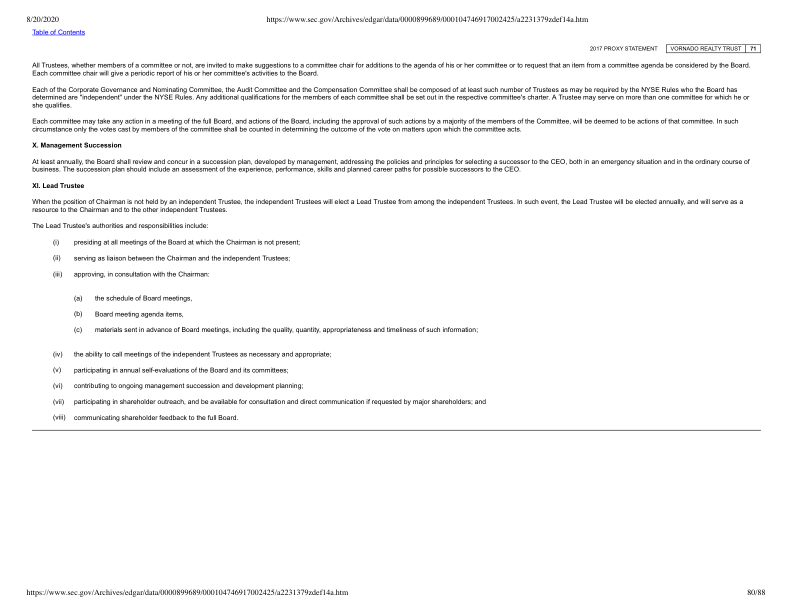 8/20/2020
https://www.sec.gov/Archives/edgar/data/0000899689/000104746917002425/a2231379zdef14a.htm
Table of Contents
2017 PROXY STATEMENT VORNADO REALTY TRUST 71
All Trustees, whether members of a committee or not, are invited to make suggestions to a committee chair for additions to the agenda of his or her committee or to request that an item from a committee agenda be considered by the Board.
Each committee chair will give a periodic report of his or her committee's activities to the Board.
Each of the Corporate Governance and Nominating Committee, the Audit Committee and the Compensation Committee shall be composed of at least such number of Trustees as may be required by the NYSE Rules who the Board has
determined are "independent" under the NYSE Rules. Any additional qualifications for the members of each committee shall be set out in the respective committee's charter. A Trustee may serve on more than one committee for which he or
she qualifies.
Each committee may take any action in a meeting of the full Board, and actions of the Board, including the approval of such actions by a majority of the members of the Committee, will be deemed to be actions of that committee. In such
circumstance only the votes cast by members of the committee shall be counted in determining the outcome of the vote on matters upon which the committee acts.
X. Management Succession
At least annually, the Board shall review and concur in a succession plan, developed by management, addressing the policies and principles for selecting a successor to the CEO, both in an emergency situation and in the ordinary course of
business. The succession plan should include an assessment of the experience, performance, skills and planned career paths for possible successors to the CEO.
XI. Lead Trustee
When the position of Chairman is not held by an independent Trustee, the independent Trustees will elect a Lead Trustee from among the independent Trustees. In such event, the Lead Trustee will be elected annually, and will serve as a
resource to the Chairman and to the other independent Trustees.
The Lead Trustee's authorities and responsibilities include:
(i) presiding at all meetings of the Board at which the Chairman is not present;
(ii) serving as liaison between the Chairman and the independent Trustees;
(iii) approving, in consultation with the Chairman:
(a) the schedule of Board meetings,
(b) Board meeting agenda items,
(c) materials sent in advance of Board meetings, including the quality, quantity, appropriateness and timeliness of such information;
(iv) the ability to call meetings of the independent Trustees as necessary and appropriate;
(v) participating in annual self-evaluations of the Board and its committees;
(vi) contributing to ongoing management succession and development planning;
(vii) participating in shareholder outreach, and be available for consultation and direct communication if requested by major shareholders; and
(viii) communicating shareholder feedback to the full Board.
https://www.sec.gov/Archives/edgar/data/0000899689/000104746917002425/a2231379zdef14a.htm
80/88